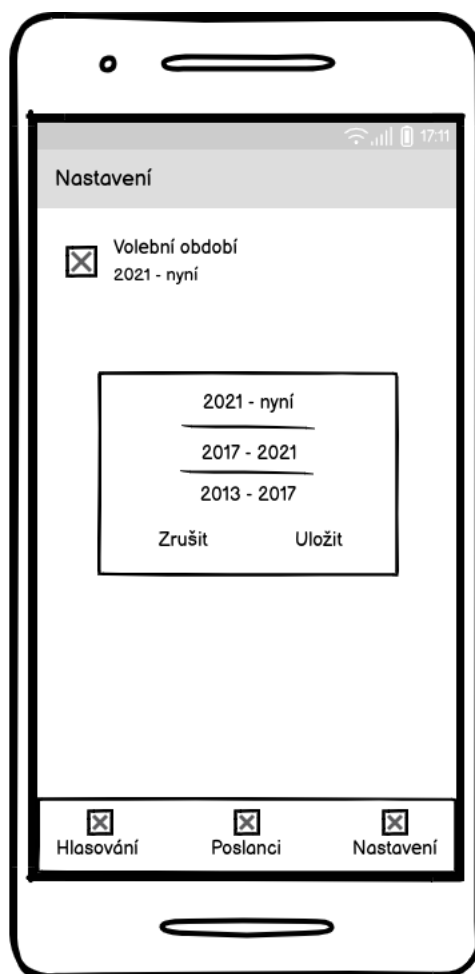 17:11
Nastavení
Volební období
2021 - nyní
2021 - nyní
2017 - 2021
2013 - 2017
Zrušit Uložit
Hlasování Poslanci Nastavení